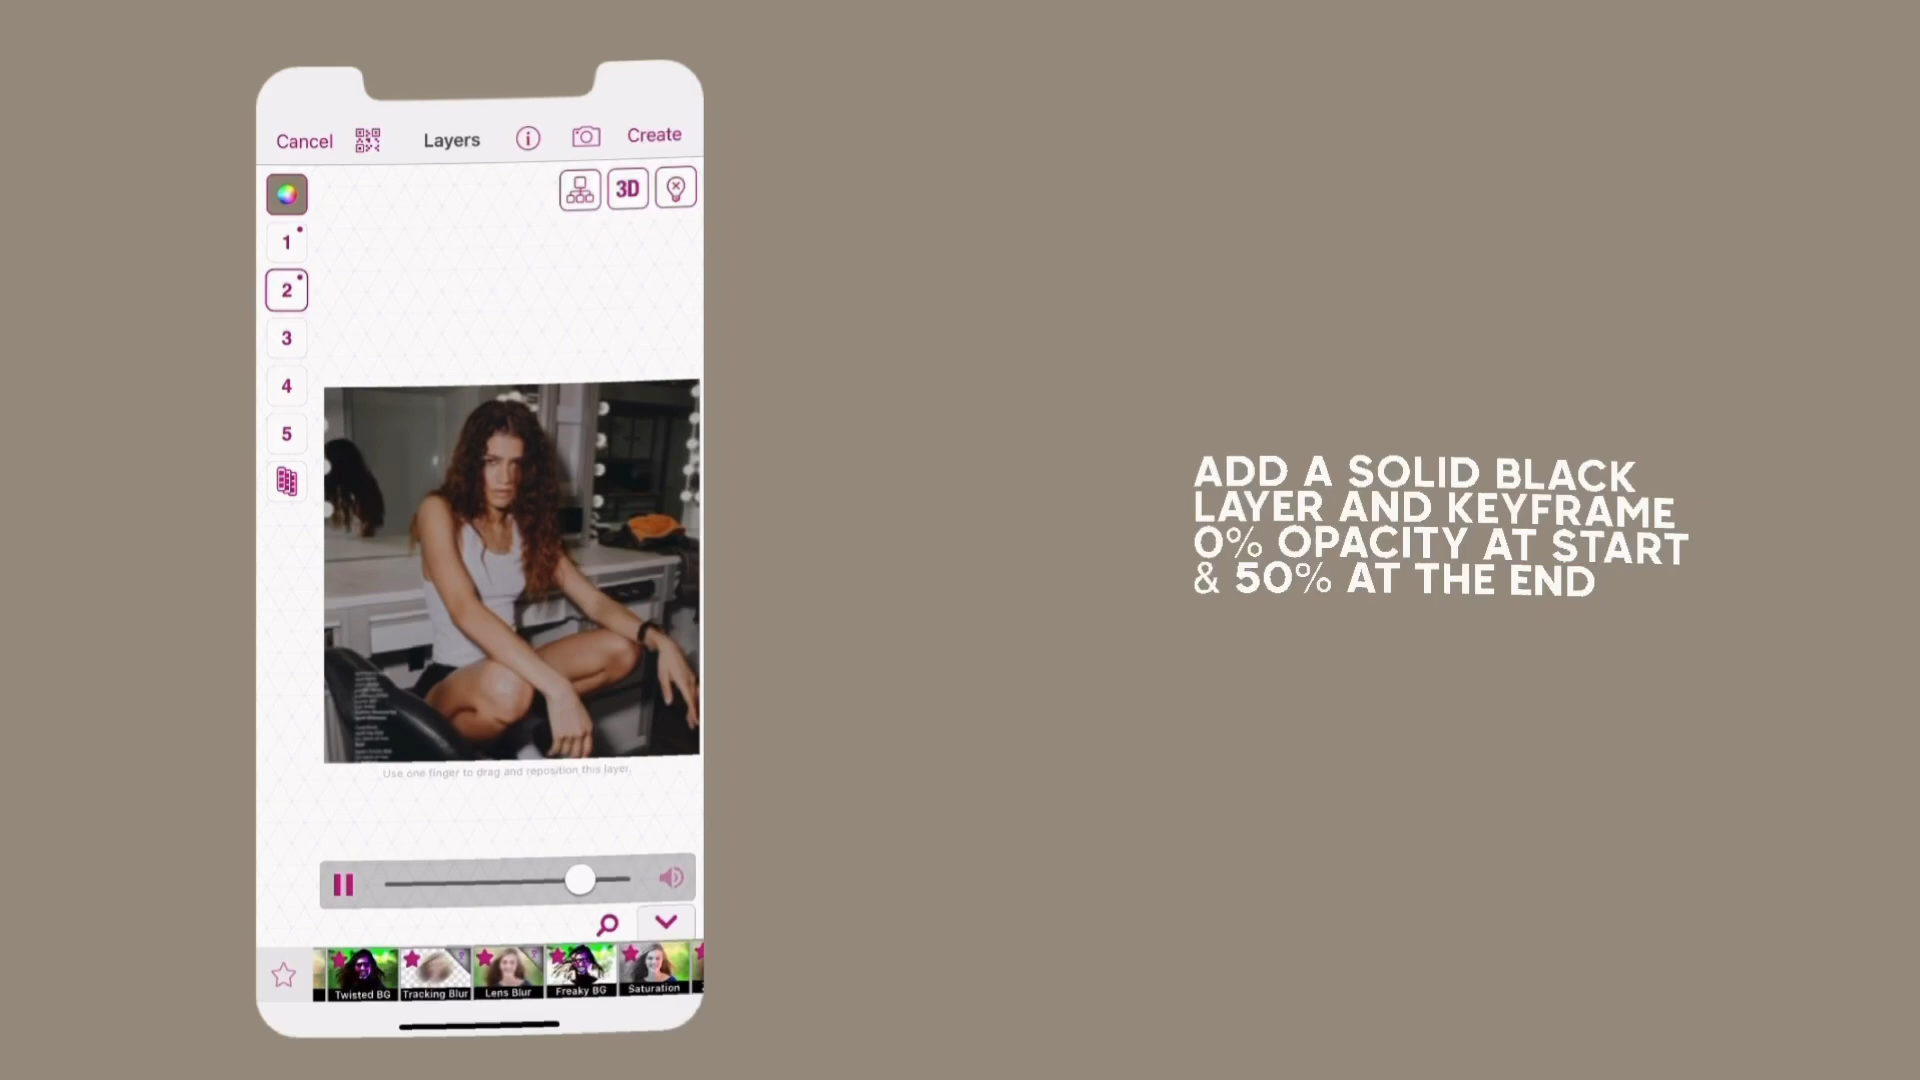 Cancel
Layers
Create
3D
1
2
3
4
5
Use one finger to drag and reposition this layer.
Twisted BG
Tracking Blur
Lens Blur
Freaky BG
Saturation
ADD A SOLID BLACK
LAYER AND KEYFRAME
0% OPACITY AT START
& 50% AT THE END